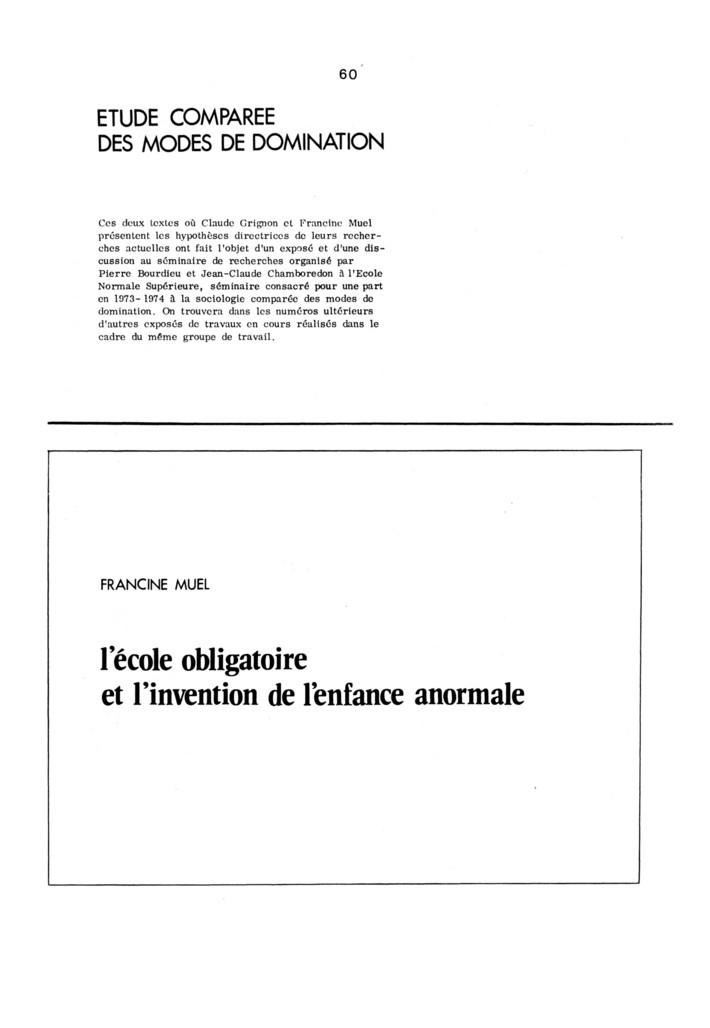 60
ETUDE COMPAREE
DES MODES DE DOMINATION
Ces deux textes où Claude Grignon et Francine Muel
présentent les hypothèses directrices de leurs recher-
ches actuelles ont fait l'objet d'un exposé et d'une dis-
cussion au séminaire de recherches organisé par
Pierre Bourdieu et Jean-Claude Chamboredon à l'Ecole
Normale Supérieure, séminaire consacré pour une part
en 1973-1974 à la sociologie comparée des modes de
domination. On trouvera dans les numéros ultérieurs
d'autres exposés de travaux en cours réalisés dans le
cadre du même groupe de travail.
FRANCINE MUEL
l'école obligatoire
et l'invention de l'enfance anormale